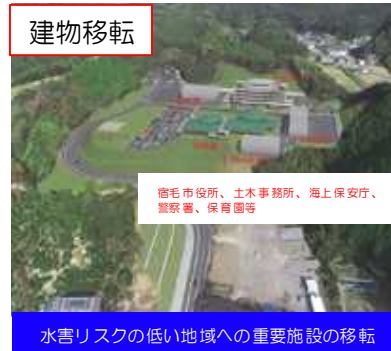 建物移転
宿毛市役所、土木事務所、海上保安庁、
警察署、保育園等
水害リスクの低い地域への重要施設の移転